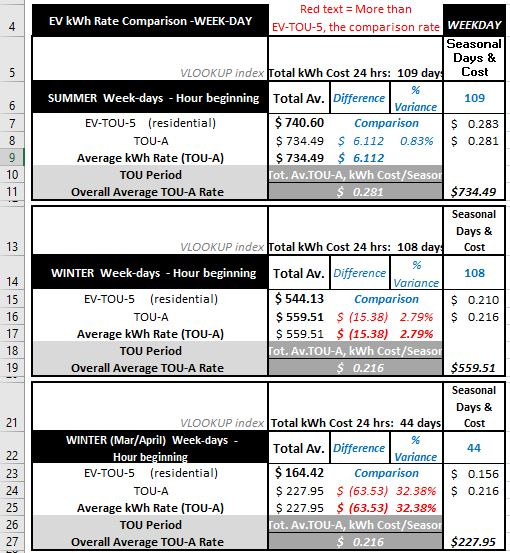 4 EV kWh Rate Comparison -WEEK-DAY Red text = More than
EV-TOU-5, the comparison rate WEEKDAY
5 VLOOKUP index Total kWh Cost 24 hrs: 109 days Seasonal
Days &
Cost
6 SUMMER Week-days - Hour beginning Total Av. Difference %
Variance 109
7 EV-TOU-5 (residential) $ 740.60 Comparison $ 0.283
8 TOU-A $ 734.49 $ 6.112 0.83% $ 0.281
9 Average kWh Rate (TOU-A) $ 734.49 $ 6.112
10 TOU Period Tot. Av.TOU-A, kWh Cost/Season
11 Overall Average TOU-A Rate $ 0.281 $734.49
13 VLOOKUP index Total kWh Cost 24 hrs: 108 days Seasonal
Days &
Cost
14 WINTER Week-days - Hour beginning Total Av. Difference %
Variance 108
15 EV-TOU-5 (residential) $ 544.13 Comparison $ 0.210
16 TOU-A $ 559.51 $ (15.38) 2.79% $ 0.216
17 Average kWh Rate (TOU-A) $ 559.51 $ (15.38) 2.79%
18 TOU Period Tot. Av.TOU-A, kWh Cost/Season
19 Overall Average TOU-A Rate $ 0.216 $559.51
21 VLOOKUP index Total kWh Cost 24 hrs: 44 days Seasonal
Days &
Cost
22 WINTER (Mar/April) Week-days -
Hour beginning Total Av. Difference %
Variance 44
23 EV-TOU-5 (residential) $ 164.42 Comparison $ 0.156
24 TOU-A $ 227.95 $ (63.53) 32.38% $ 0.216
25 Average kWh Rate (TOU-A) $ 227.95 $ (63.53) 32.38%
26 TOU Period Tot. Av.TOU-A, kWh Cost/Season
27 Overall Average TOU-A Rate $ 0.216 $227.95